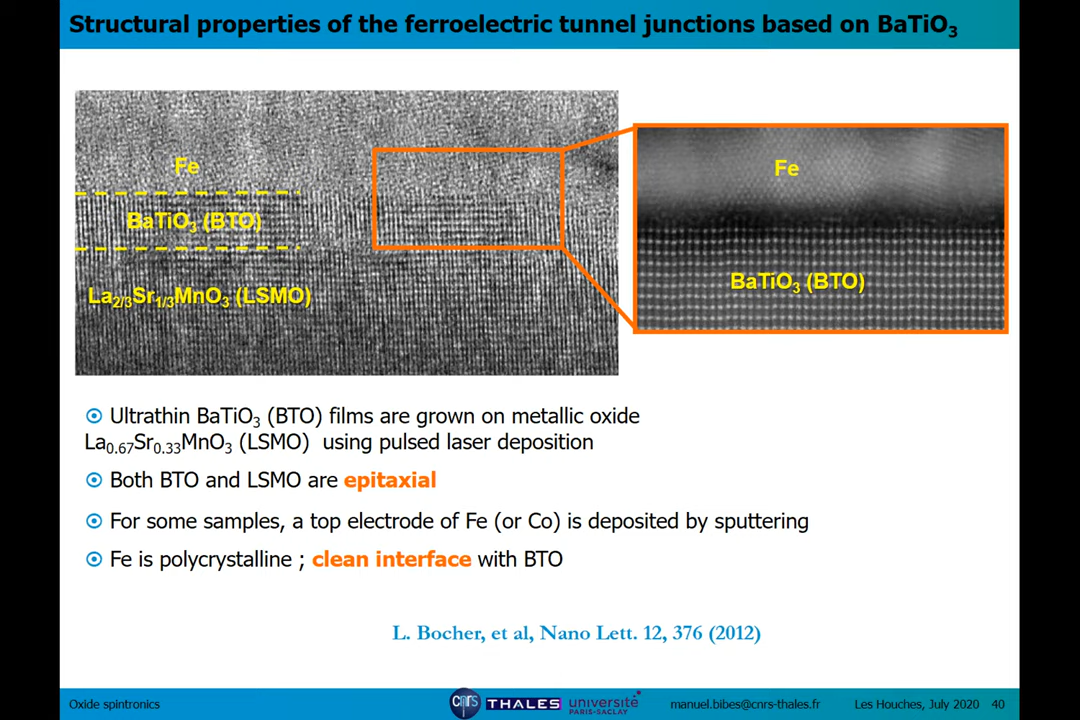 Structural properties of the ferroelectric tunnel junctions based on BaTiO₃
Fe
BaTiO₃ (BTO)
La₂/₃Sr₁/₃MnO₃ (LSMO)
Fe
BaTiO₃ (BTO)
Ultrathin BaTiO₃ (BTO) films are grown on metallic oxide
La₀.₆₇Sr₀.₃₃MnO₃ (LSMO) using pulsed laser deposition
Both BTO and LSMO are epitaxial
For some samples, a top electrode of Fe (or Co) is deposited by sputtering
Fe is polycrystalline ; clean interface with BTO
L. Bocher, et al, Nano Lett. 12, 376 (2012)
Oxide spintronics
cnrs
THALES
université
PARIS-SACLAY
manuel.bibes@cnrs-thales.fr
Les Houches, July 2020
40